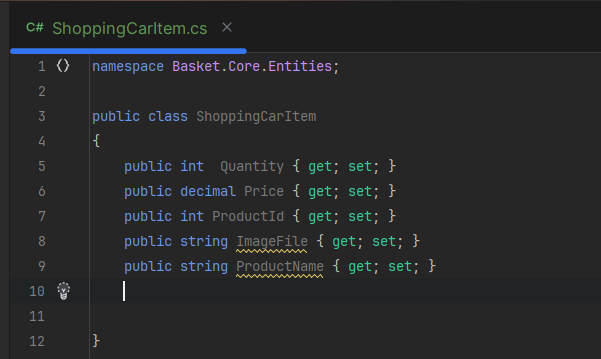 C# ShoppingCarItem.cs ×
1 {} namespace Basket.Core.Entities;
2
3 public class ShoppingCarItem
4 {
5 public int  Quantity { get; set; }
6 public decimal Price { get; set; }
7 public int ProductId { get; set; }
8 public string ImageFile { get; set; }
9 public string ProductName { get; set; }
10
11
12 }